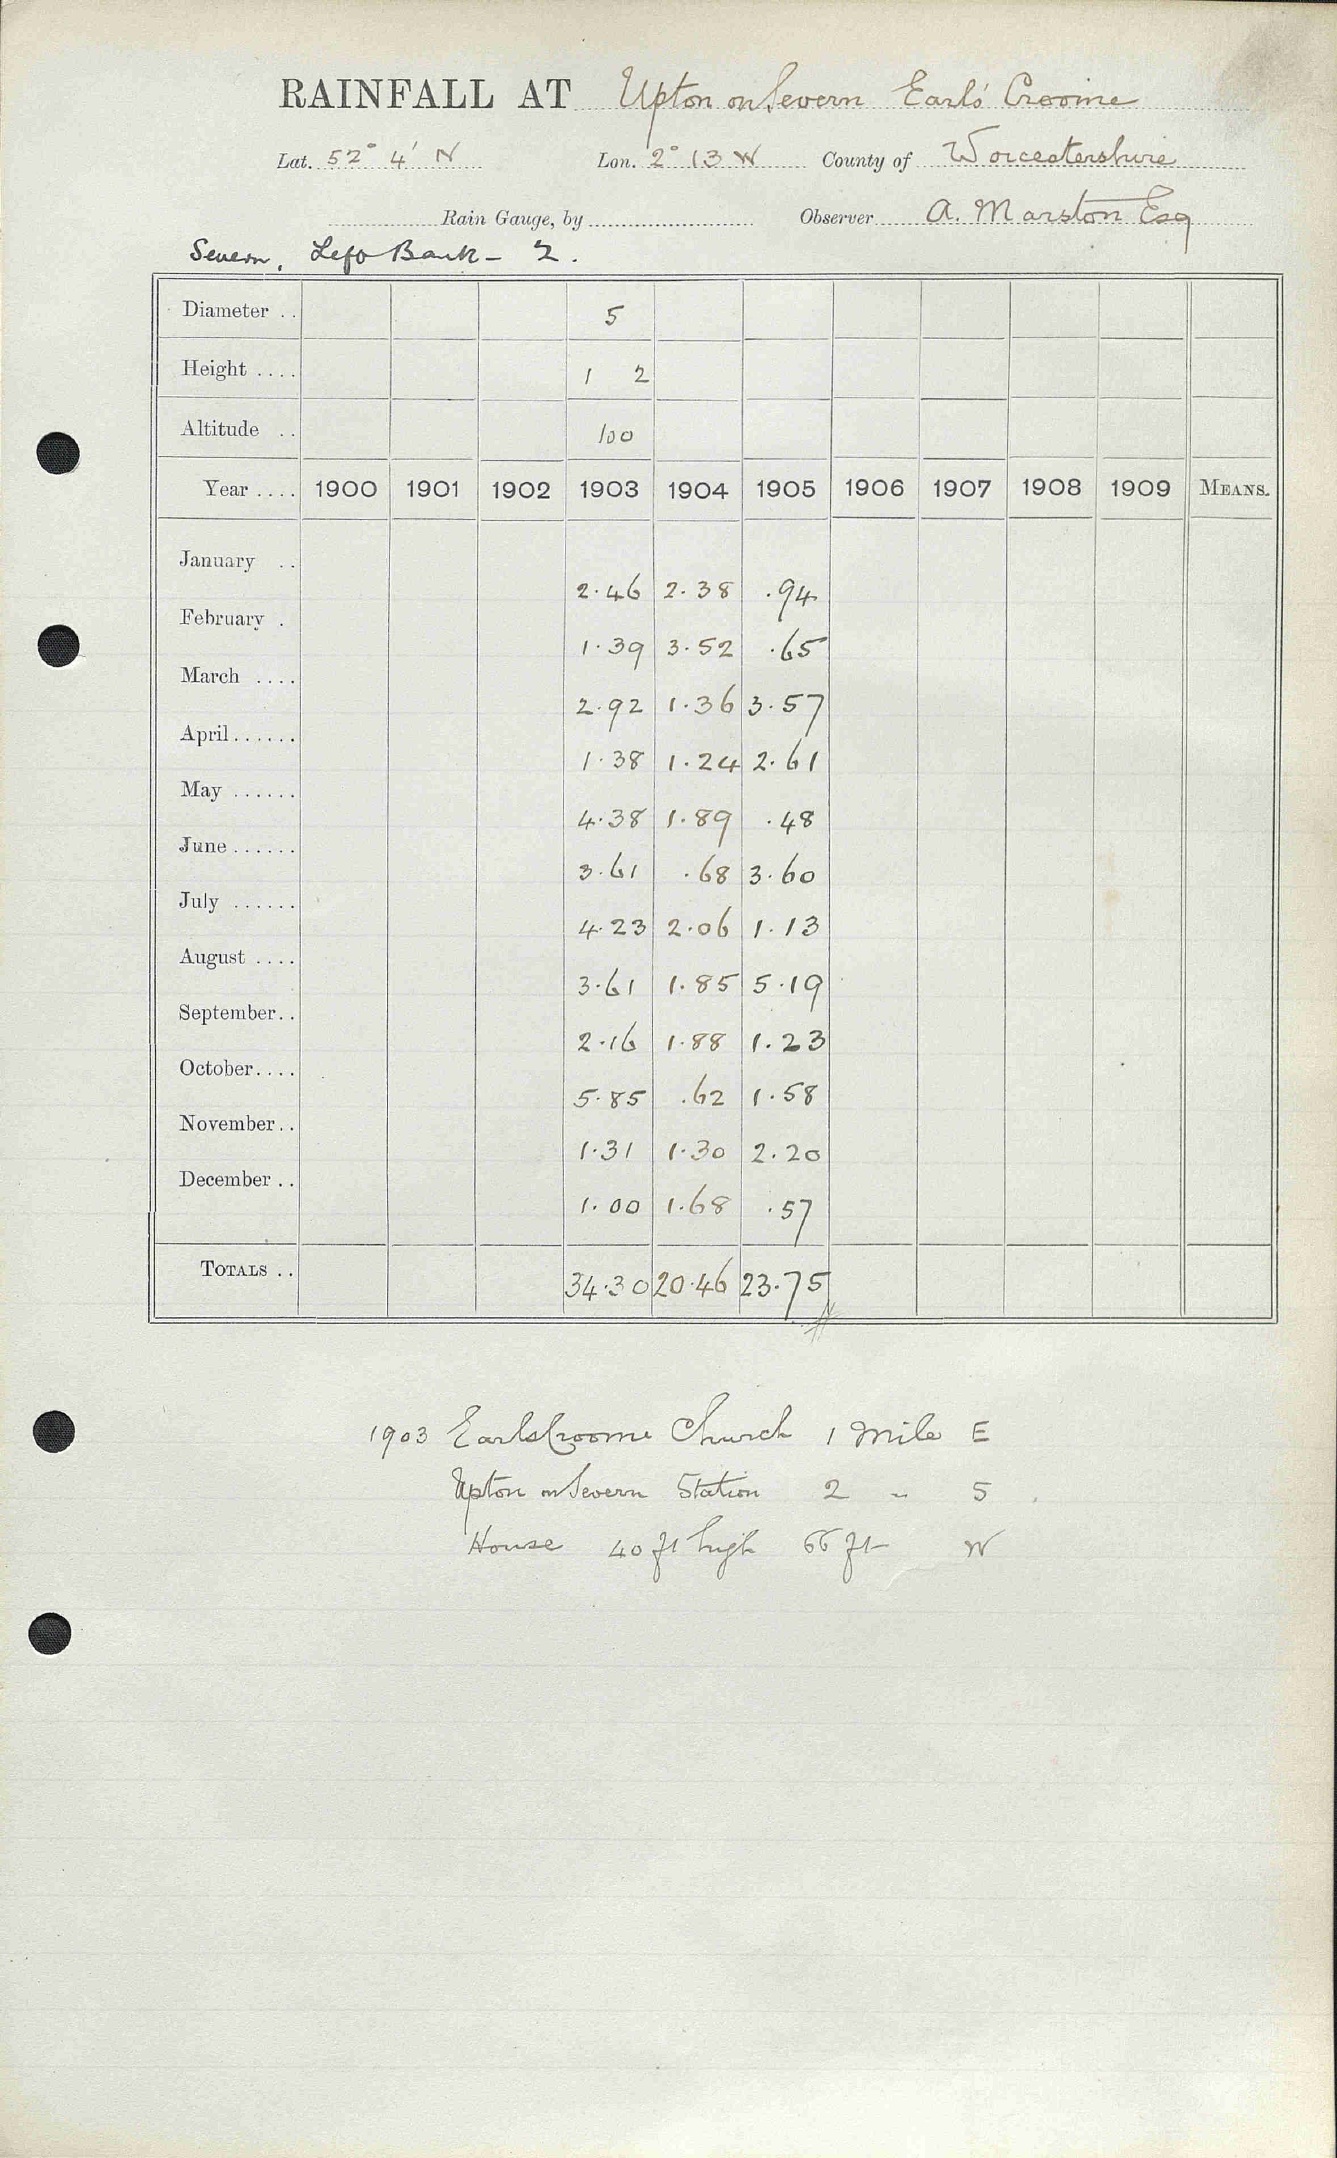 RAINFALL AT Upton on Severn Earls' Croome
Lat. 52° 4' N Lon. 2° 13 W County of Worcestershire
Rain Gauge, by Observer A. Marston Esq
Severn, Left Bank - 2.
Diameter .. 5
Height .... 1 2
Altitude .. 100
Year .... 1900 1901 1902 1903 1904 1905 1906 1907 1908 1909 MEANS.
January .. 2.46 2.38 .94
February . 1.39 3.52 .65
March .... 2.92 1.36 3.57
April...... 1.38 1.24 2.61
May ...... 4.38 1.89 .48
June...... 3.61 .68 3.60
July ...... 4.23 2.06 1.13
August .... 3.61 1.85 5.19
September.. 2.16 1.88 1.23
October.... 5.85 .62 1.58
November.. 1.31 1.30 2.20
December .. 1.00 1.68 .57
TOTALS .. 34.30 20.46 23.75
1903 Earls Croome Church 1 Mile E
Upton on Severn Station 2 " S
House 40 ft high 66 ft W